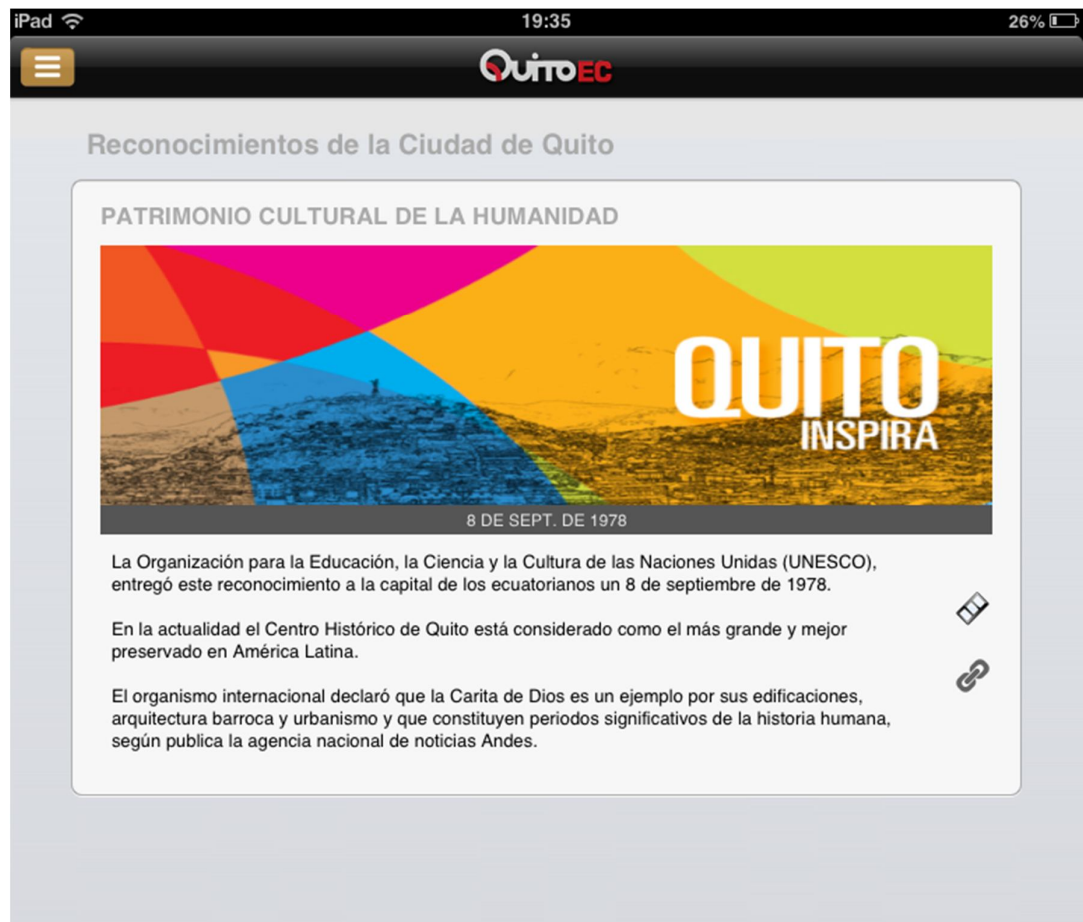 iPad 19:35 26%
QuitoEC
Reconocimientos de la Ciudad de Quito
PATRIMONIO CULTURAL DE LA HUMANIDAD
QUITO
INSPIRA
8 DE SEPT. DE 1978
La Organización para la Educación, la Ciencia y la Cultura de las Naciones Unidas (UNESCO),
entregó este reconocimiento a la capital de los ecuatorianos un 8 de septiembre de 1978.
En la actualidad el Centro Histórico de Quito está considerado como el más grande y mejor
preservado en América Latina.
El organismo internacional declaró que la Carita de Dios es un ejemplo por sus edificaciones,
arquitectura barroca y urbanismo y que constituyen periodos significativos de la historia humana,
según publica la agencia nacional de noticias Andes.